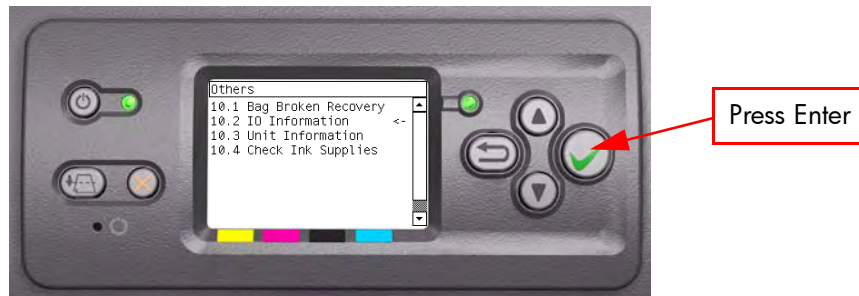 Others
10.1 Bag Broken Recovery
10.2 IO Information <-
10.3 Unit Information
10.4 Check Ink Supplies
Press Enter